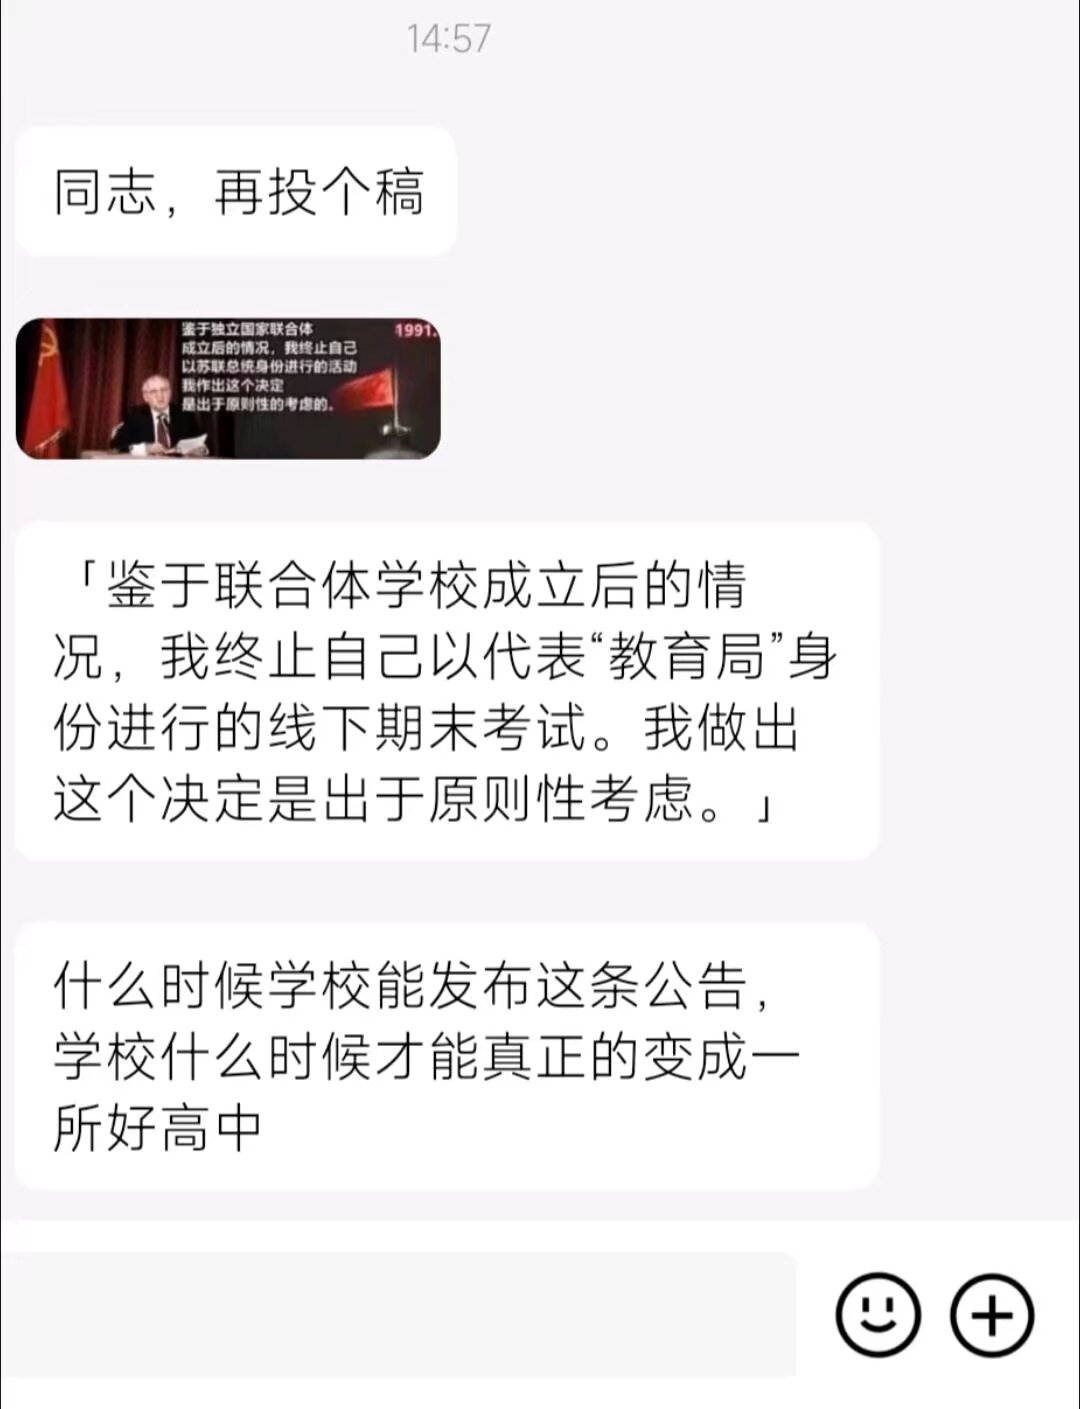 14:57
同志，再投个稿
鉴于独立国家联合体
成立后的情况，我终止自己
以苏联总统身份进行的活动
我作出这个决定
是出于原则性的考虑的。
1991.
「鉴于联合体学校成立后的情
况，我终止自己以代表“教育局”身
份进行的线下期末考试。我做出
这个决定是出于原则性考虑。」
什么时候学校能发布这条公告，
学校什么时候才能真正的变成一
所好高中